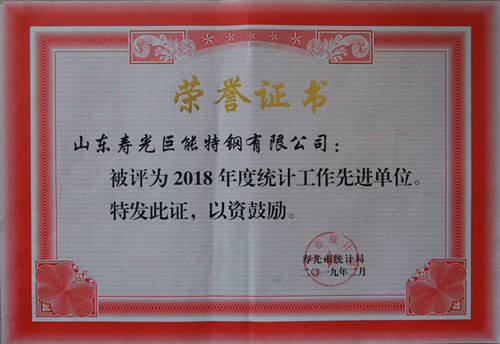 荣誉证书
山东寿光巨能特钢有限公司：
被评为2018年度统计工作先进单位。
特发此证，以资鼓励。
寿光市统计局
二〇一九年二月